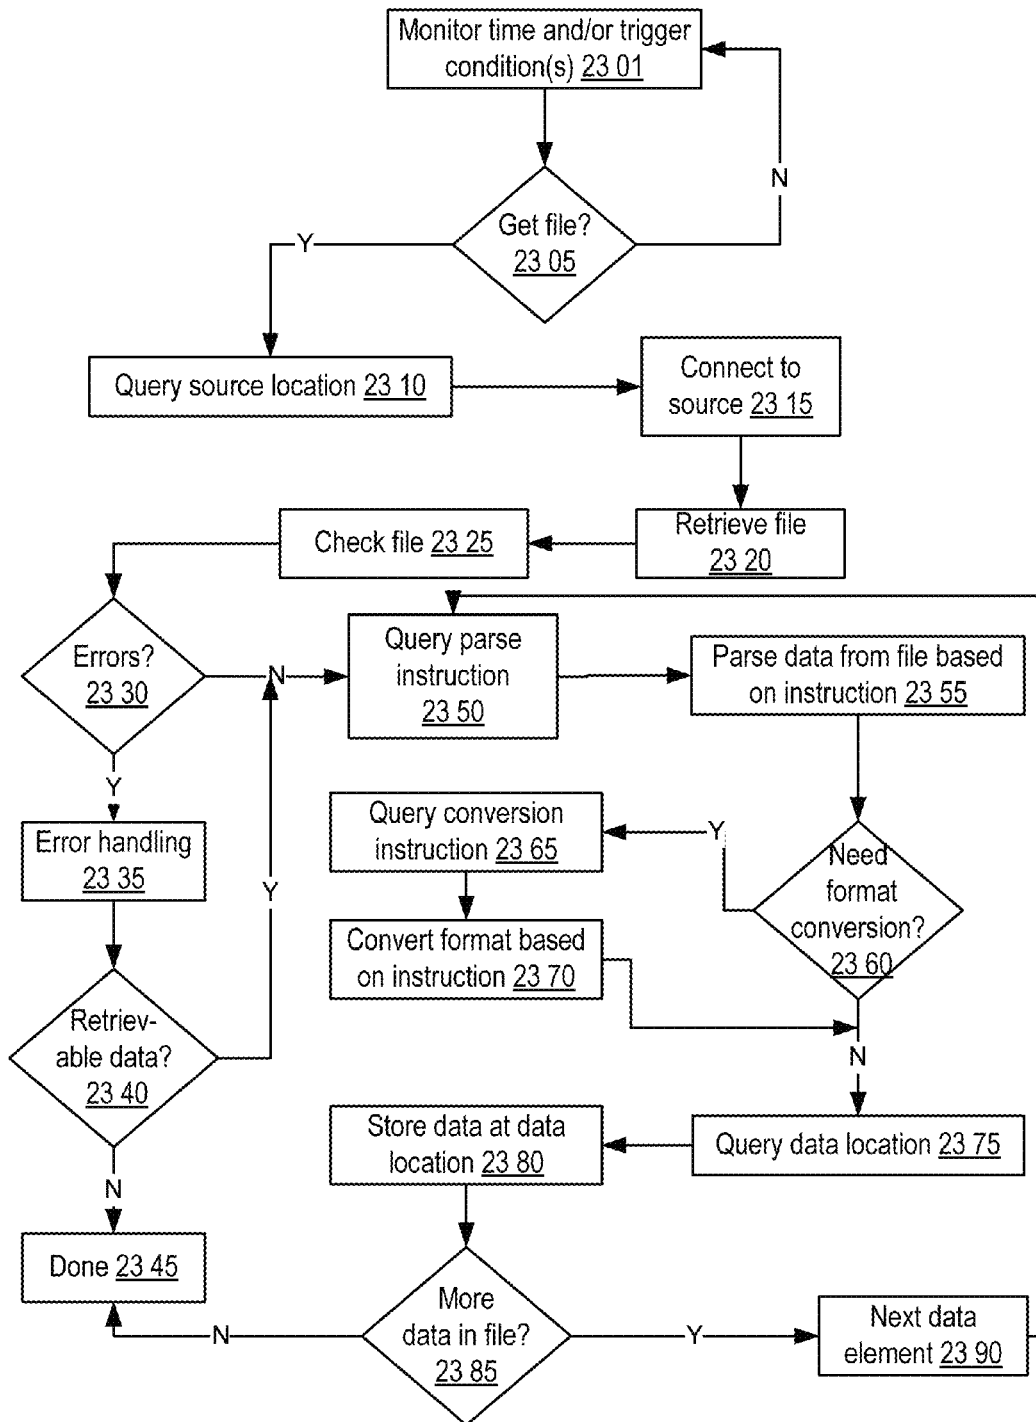 Monitor time and/or trigger
condition(s) 23 01
N
Get file?
23 05
Y
Query source location 23 10
Connect to
source 23 15
Retrieve file
23 20
Check file 23 25
Errors?
23 30
N
Query parse
instruction
23 50
Parse data from file based
on instruction 23 55
Y
Error handling
23 35
Y
Query conversion
instruction 23 65
Y
Need
format
conversion?
23 60
Convert format based
on instruction 23 70
Retriev-
able data?
23 40
N
Store data at data
location 23 80
Query data location 23 75
N
Done 23 45
More
data in file?
23 85
N
Y
Next data
element 23 90